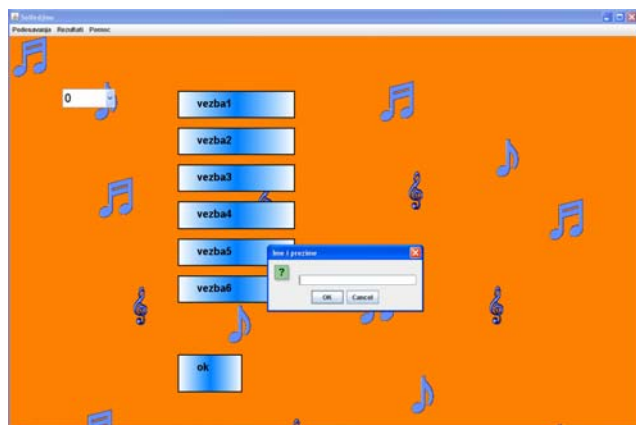 Podesavanja Rezultati Pomoc
0
vezba1
vezba2
vezba3
vezba4
vezba5
vezba6
Ime i prezime
?
OK Cancel
ok